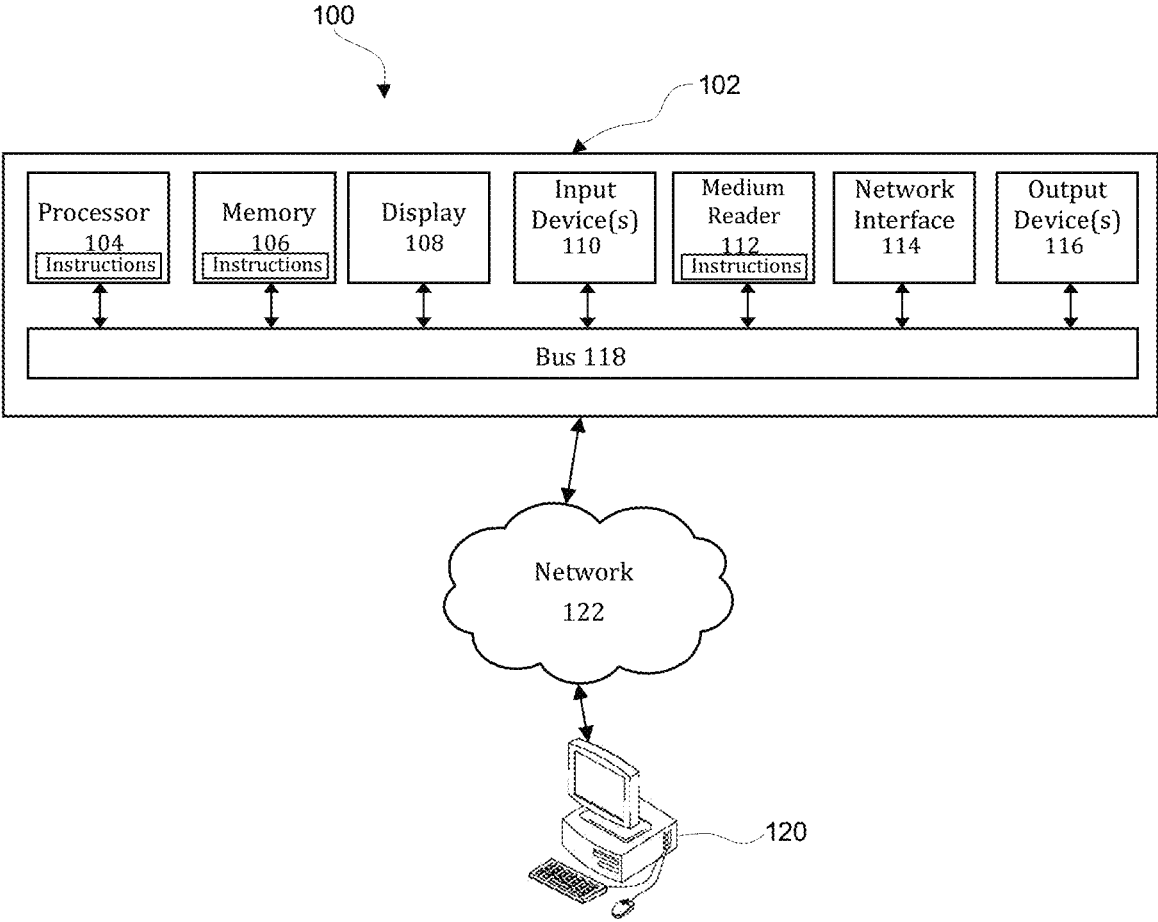 100
102
Processor
104
Instructions
Memory
106
Instructions
Display
108
Input
Device(s)
110
Medium
Reader
112
Instructions
Network
Interface
114
Output
Device(s)
116
Bus 118
Network
122
120